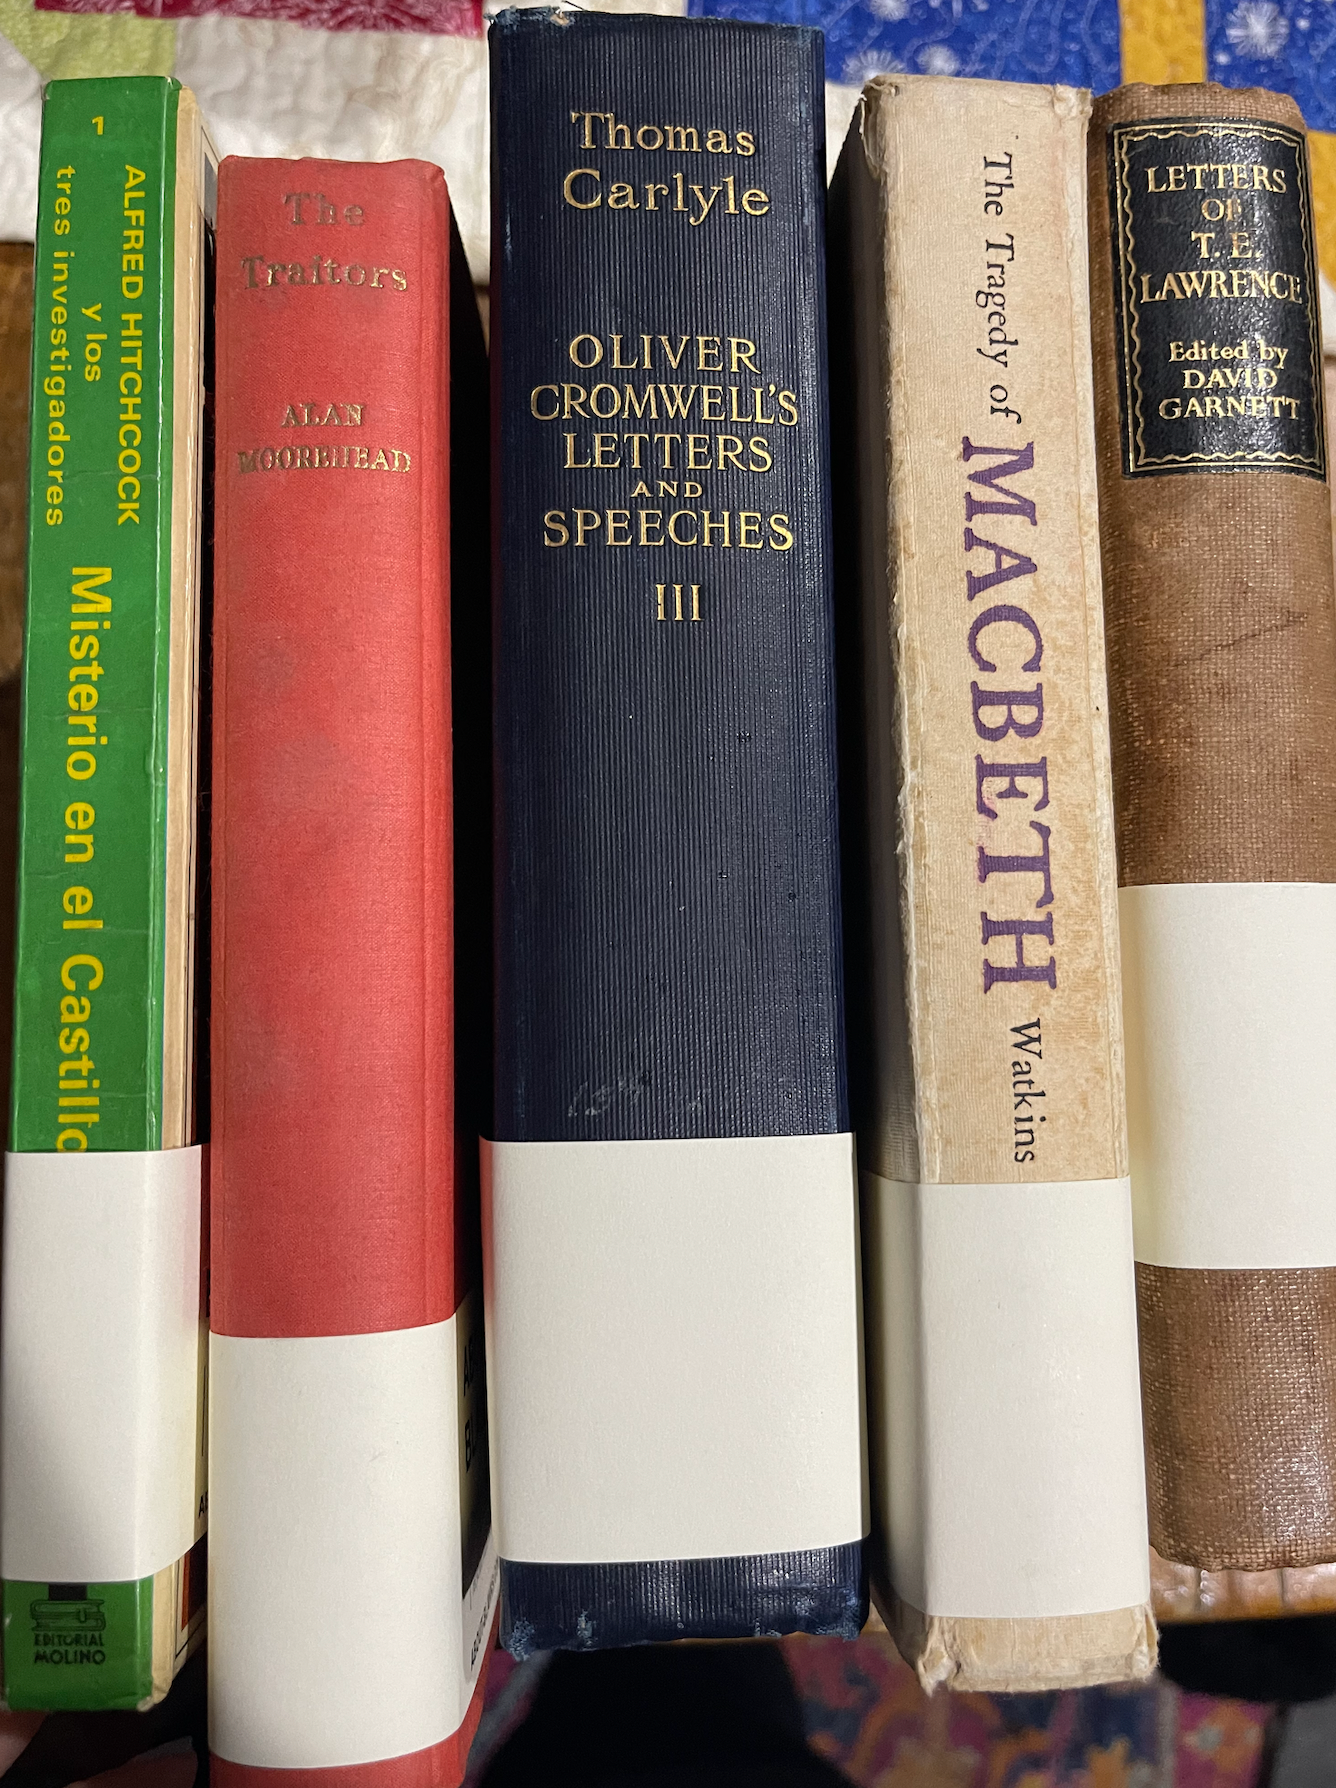 1
ALFRED HITCHCOCK
y los
tres investigadores
Misterio en el Castillo
EDITORIAL
MOLINO
The
Traitors
ALAN
MOOREHEAD
Thomas
Carlyle
OLIVER
CROMWELL'S
LETTERS
AND
SPEECHES
III
The Tragedy of MACBETH Watkins
LETTERS
OF
T. E.
LAWRENCE
Edited by
DAVID
GARNETT